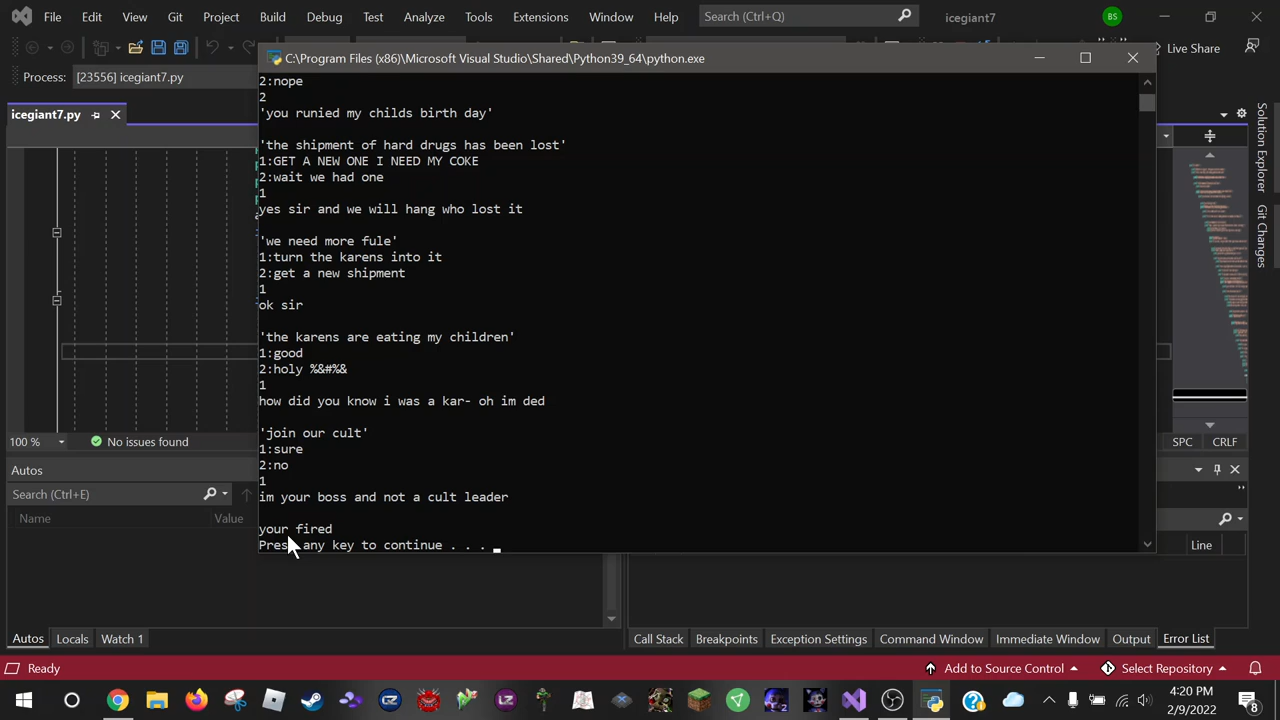 File Edit View Git Project Build Debug Test Analyze Tools Extensions Window Help Search (Ctrl+Q) icegiant7 BS
Live Share
C:\Program Files (x86)\Microsoft Visual Studio\Shared\Python39_64\python.exe
Process: [23556] icegiant7.py
icegiant7.py
2:nope
2
'you runied my childs birth day'
'the shipment of hard drugs has been lost'
1:GET A NEW ONE I NEED MY COKE
2:wait we had one
1
yes sir and we will hang who lost it
'we need more fule'
1:turn the karens into it
2:get a new shipment
1
ok sir
'the karens are eating my children'
1:good
2:holy %&#%&
1
how did you know i was a kar- oh im ded
'join our cult'
1:sure
2:no
1
im your boss and not a cult leader
your fired
Press any key to continue . . .
Solution Explorer
Git Changes
100 % No issues found SPC CRLF
Autos
Search (Ctrl+E)
Name Value
Line
Autos Locals Watch 1
Call Stack Breakpoints Exception Settings Command Window Immediate Window Output Error List
Ready Add to Source Control Select Repository
4:20 PM
2/9/2022
8